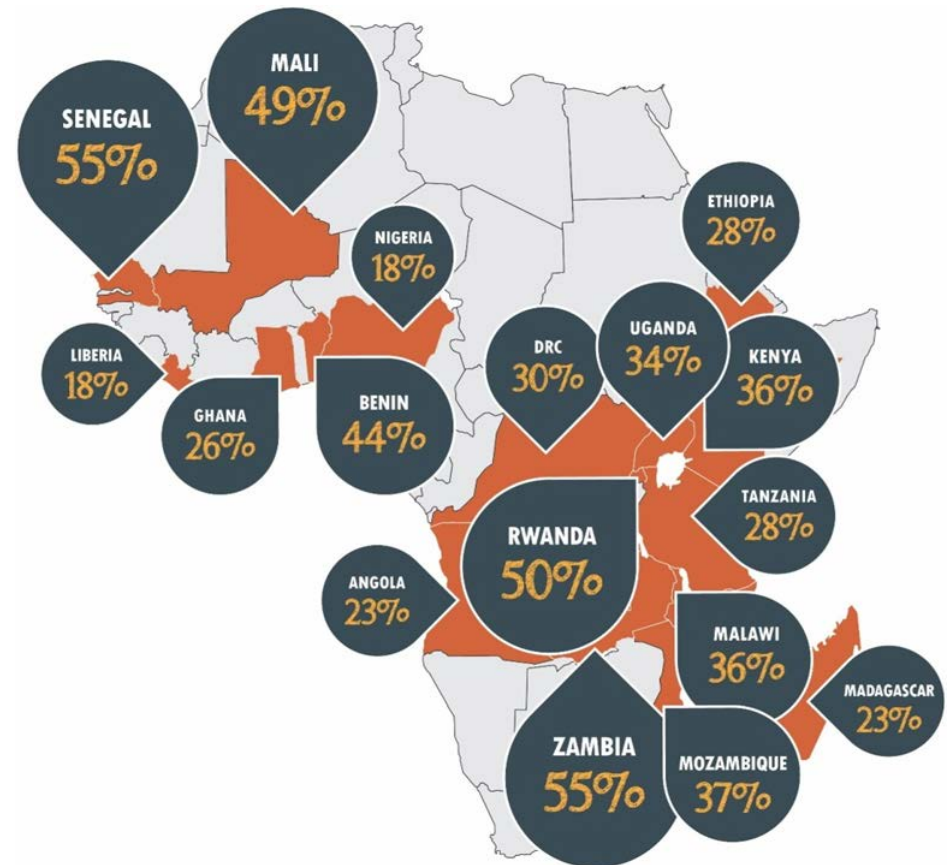 MALI
49%
SENEGAL
55%
ETHIOPIA
28%
NIGERIA
18%
UGANDA
34%
DRC
30%
KENYA
36%
LIBERIA
18%
GHANA
26%
BENIN
44%
TANZANIA
28%
RWANDA
50%
ANGOLA
23%
MALAWI
36%
MADAGASCAR
23%
ZAMBIA
55%
MOZAMBIQUE
37%